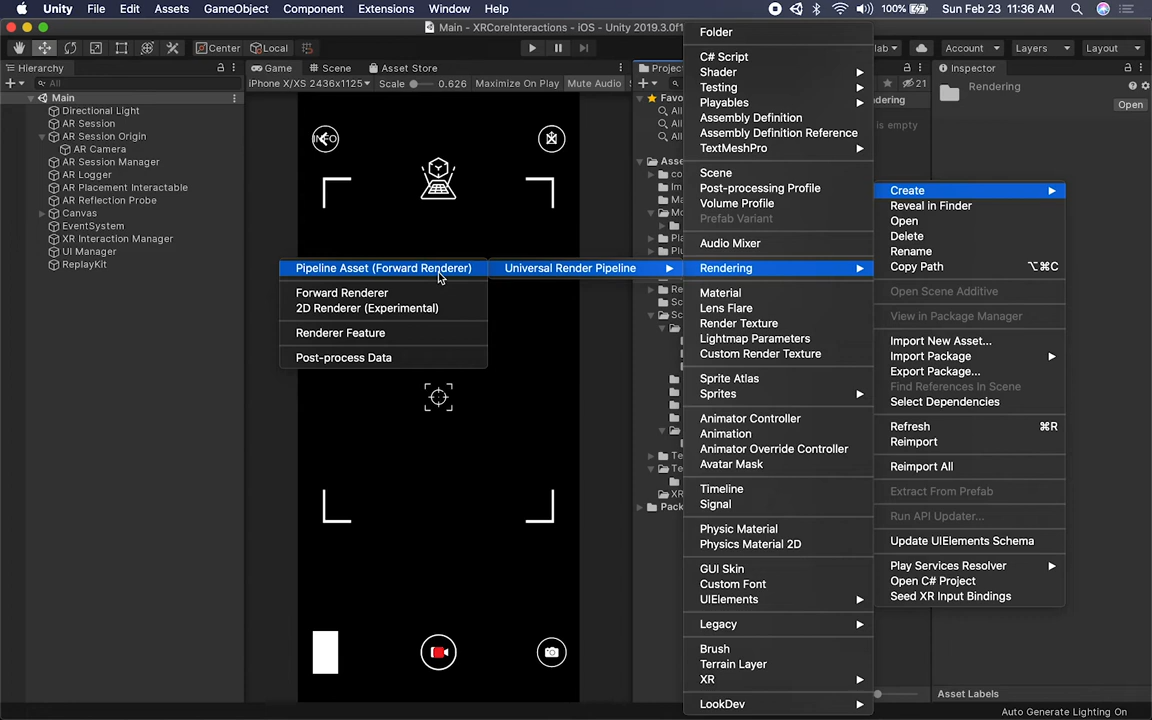 Unity File Edit Assets GameObject Component Extensions Window Help 100% Sun Feb 23 11:36 AM
Main - XRCoreInteractions - iOS - Unity 2019.3.0f1
Center Local Account Layers Layout
Hierarchy
All
Main
Directional Light
AR Session
AR Session Origin
AR Camera
AR Session Manager
AR Logger
AR Placement Interactable
AR Reflection Probe
Canvas
EventSystem
XR Interaction Manager
UI Manager
ReplayKit
Game Scene Asset Store
iPhone X/XS 2436x1125 Scale 0.626 Maximize On Play Mute Audio
INFO
Pipeline Asset (Forward Renderer)
Forward Renderer
2D Renderer (Experimental)
Renderer Feature
Post-process Data
Universal Render Pipeline
Folder
C# Script
Shader
Testing
Playables
Assembly Definition
Assembly Definition Reference
TextMeshPro
Scene
Post-processing Profile
Volume Profile
Prefab Variant
Audio Mixer
Rendering
Material
Lens Flare
Render Texture
Lightmap Parameters
Custom Render Texture
Sprite Atlas
Sprites
Animator Controller
Animation
Animator Override Controller
Avatar Mask
Timeline
Signal
Physic Material
Physics Material 2D
GUI Skin
Custom Font
UIElements
Legacy
Brush
Terrain Layer
XR
LookDev
21
Create
Reveal in Finder
Open
Delete
Rename
Copy Path ⌥⌘C
Open Scene Additive
View in Package Manager
Import New Asset...
Import Package
Export Package...
Find References In Scene
Select Dependencies
Refresh ⌘R
Reimport
Reimport All
Extract From Prefab
Run API Updater...
Update UIElements Schema
Play Services Resolver
Open C# Project
Seed XR Input Bindings
Inspector
Rendering
Open
Asset Labels
Auto Generate Lighting On